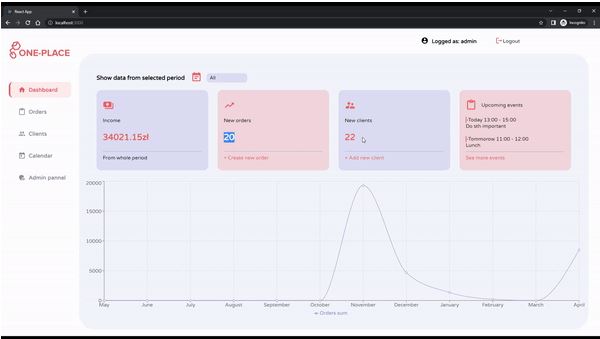 React App
localhost:3000
Incognito
ONE-PLACE
Logged as: admin
Logout
Show data from selected period
All
Dashboard
Orders
Clients
Calendar
Admin pannel
Income
34021.15zł
From whole period
New orders
20
+ Create new order
New clients
22
+ Add new client
Upcoming events
Today 13:00 - 15:00
Do sth important
Tommorow 11:00 - 12:00
Lunch
See more events
20000
15000
10000
5000
0
May June July August September October November December January February March April
Orders sum